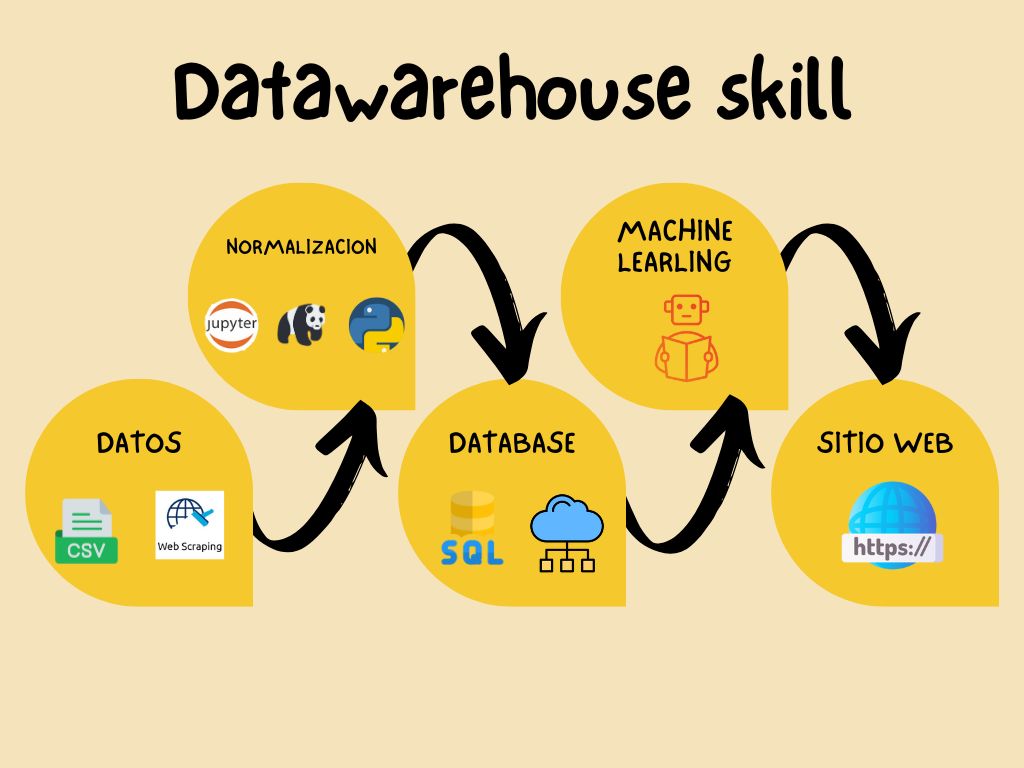 Datawarehouse skill
DATOS
CSV
Web Scraping
NORMALIZACION
jupyter
DATABASE
SQL
MACHINE
LEARLING
SITIO WEB
https://